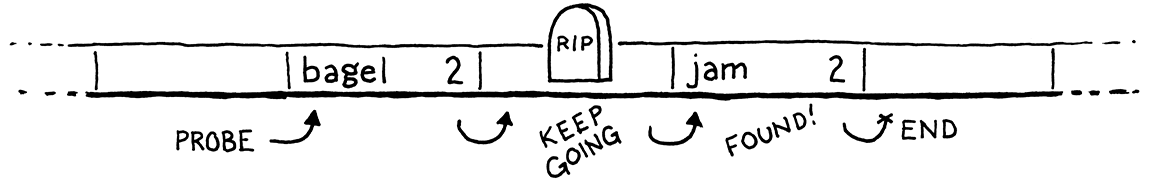 RIP
bagel 2 jam 2
PROBE KEEP GOING FOUND! END